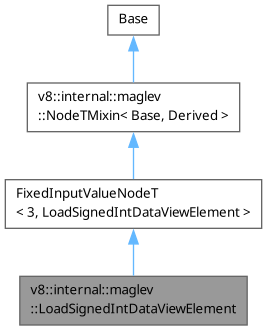 Base
v8::internal::maglev
::NodeTMixin< Base, Derived >
FixedInputValueNodeT
< 3, LoadSignedIntDataViewElement >
v8::internal::maglev
::LoadSignedIntDataViewElement